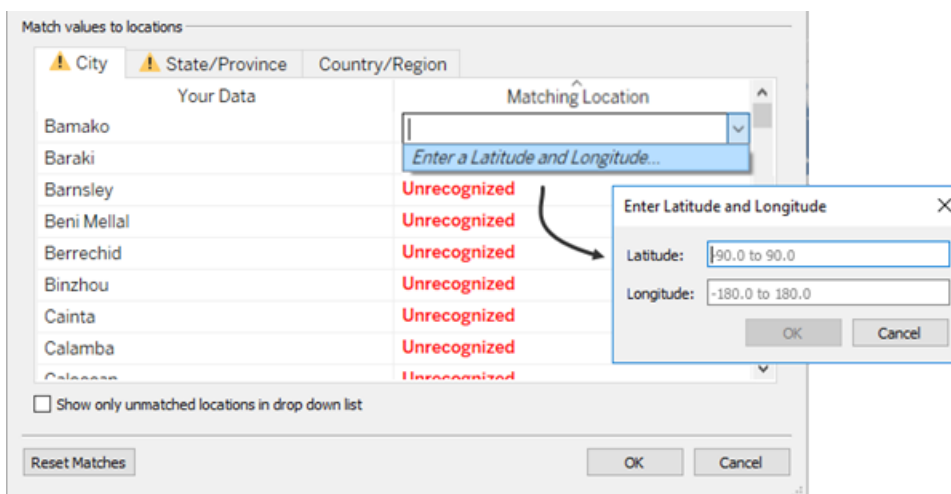 Match values to locations
City State/Province Country/Region
Your Data Matching Location
Bamako
Baraki Enter a Latitude and Longitude...
Barnsley Unrecognized
Beni Mellal Unrecognized
Berrechid Unrecognized
Binzhou Unrecognized
Cainta Unrecognized
Calamba Unrecognized
Caloocan Unrecognized
Show only unmatched locations in drop down list
Reset Matches OK Cancel
Enter Latitude and Longitude
Latitude: -90.0 to 90.0
Longitude: -180.0 to 180.0
OK Cancel